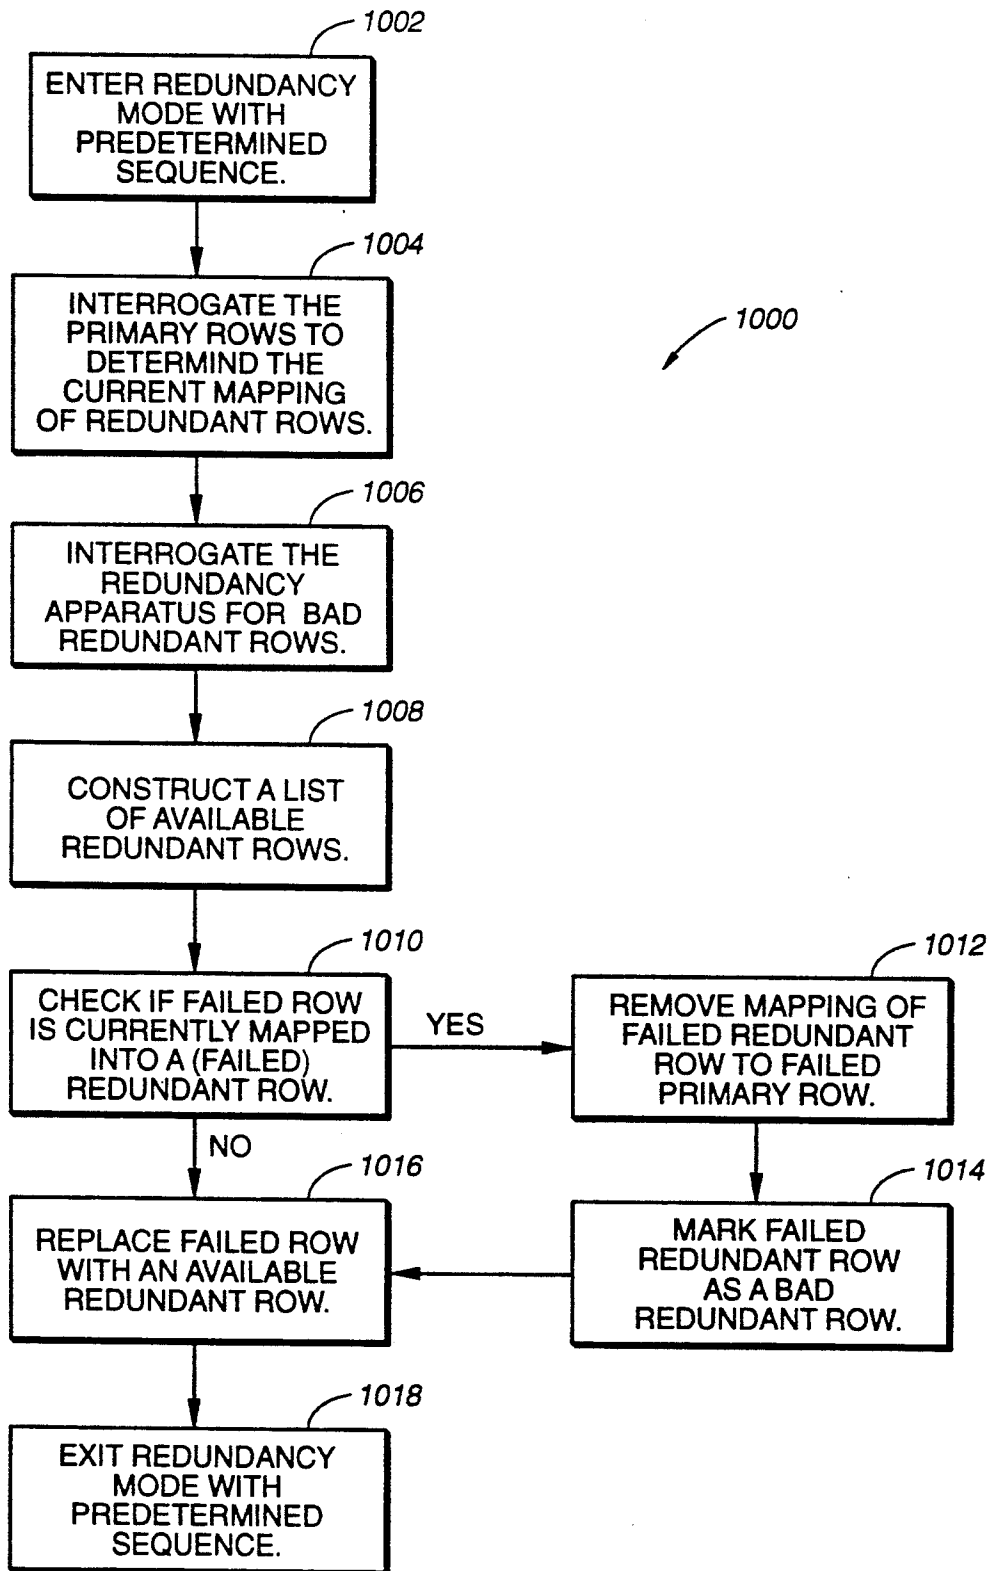 1002
ENTER REDUNDANCY
MODE WITH
PREDETERMINED
SEQUENCE.
1004
INTERROGATE THE
PRIMARY ROWS TO
DETERMIND THE
CURRENT MAPPING
OF REDUNDANT ROWS.
1000
1006
INTERROGATE THE
REDUNDANCY
APPARATUS FOR BAD
REDUNDANT ROWS.
1008
CONSTRUCT A LIST
OF AVAILABLE
REDUNDANT ROWS.
1010
CHECK IF FAILED ROW
IS CURRENTLY MAPPED
INTO A (FAILED)
REDUNDANT ROW.
YES
NO
1012
REMOVE MAPPING OF
FAILED REDUNDANT
ROW TO FAILED
PRIMARY ROW.
1014
MARK FAILED
REDUNDANT ROW
AS A BAD
REDUNDANT ROW.
1016
REPLACE FAILED ROW
WITH AN AVAILABLE
REDUNDANT ROW.
1018
EXIT REDUNDANCY
MODE WITH
PREDETERMINED
SEQUENCE.